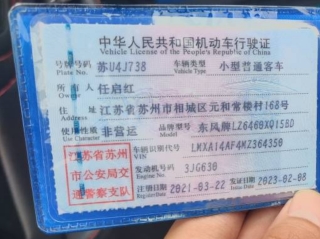 中华人民共和国机动车行驶证
Vehicle License of the People's Republic of China
号牌号码 苏U4J738 车辆类型 小型普通客车
Plate No. Vehicle Type
所有人 任启红
Owner
住址 江苏省苏州市相城区元和常楼村168号
Address
使用性质 非营运 品牌型号 东风牌LZ6460XQ15BD
Use Character Model
江苏省苏州市公安局交通警察支队
车辆识别代号 LMXA14AF4MZ364350
VIN
发动机号码 3JG630
Engine No.
注册日期 2021-03-22 发证日期 2023-02-08
Register Date Issue Date